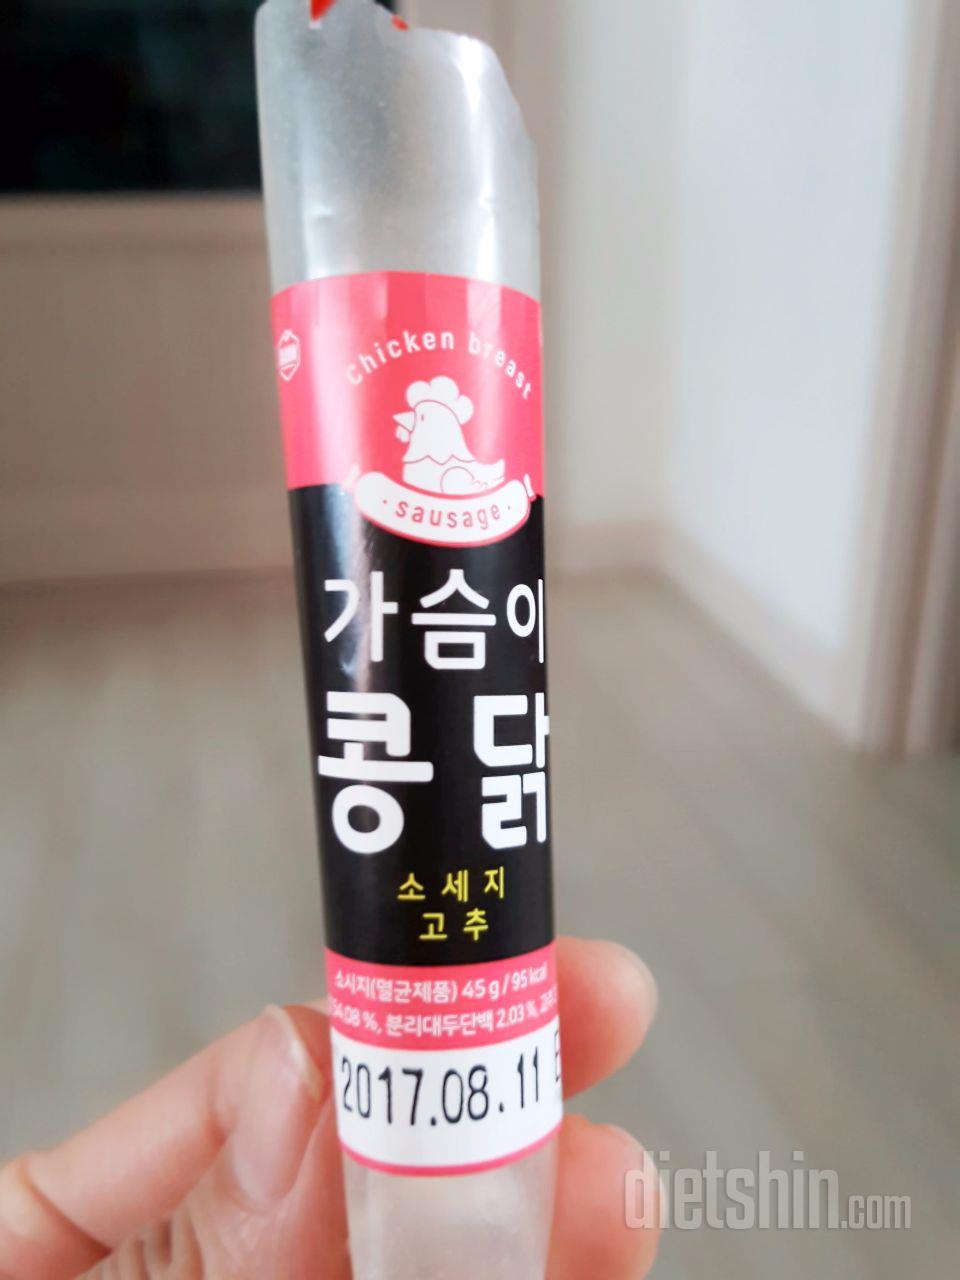 Chicken breast
· sausage ·
가슴이
콩닭
소세지
고추
소시지(멸균제품) 45 g / 95 kcal
54.08 %, 분리대두단백 2.03 %,
2017.08.11
dietshin.com